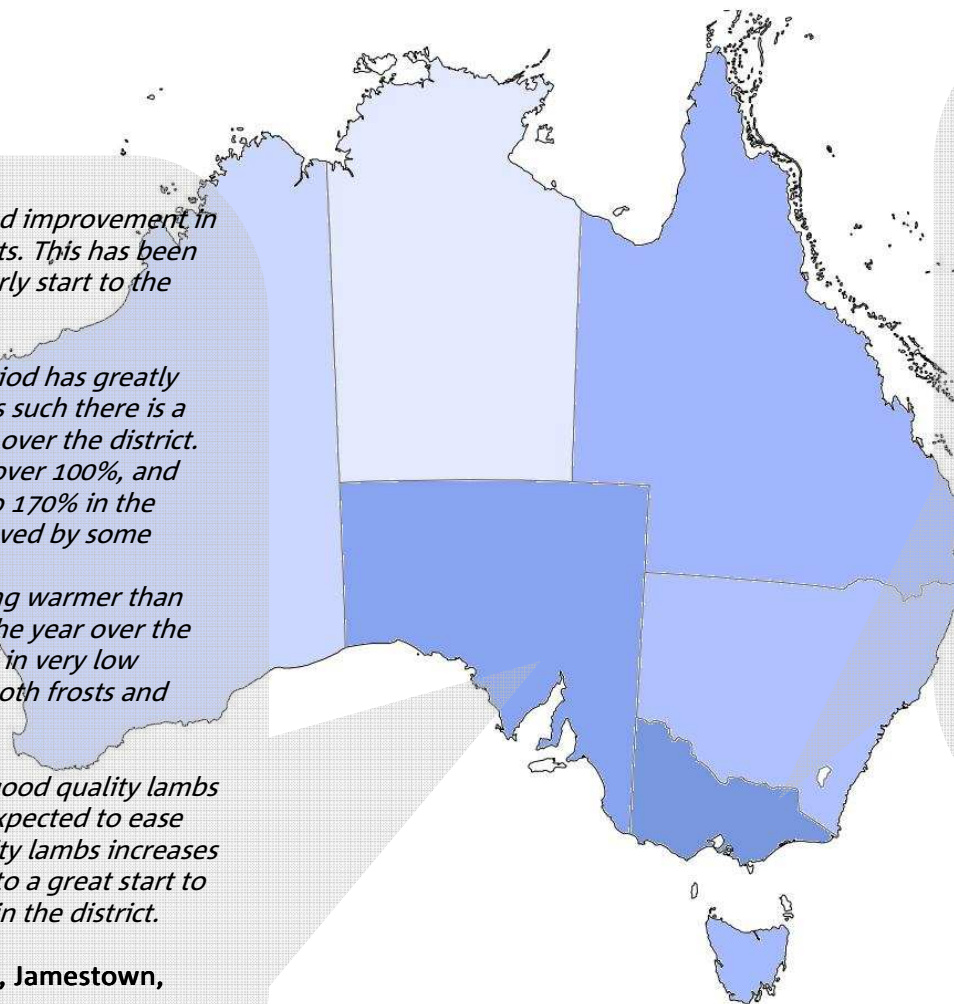 d improvement in
ts. This has been
rly start to the
iod has greatly
s such there is a
over the district.
over 100%, and
o 170% in the
ved by some
ng warmer than
he year over the
in very low
oth frosts and
ood quality lambs
xpected to ease
ity lambs increases
to a great start to
in the district.
, Jamestown,